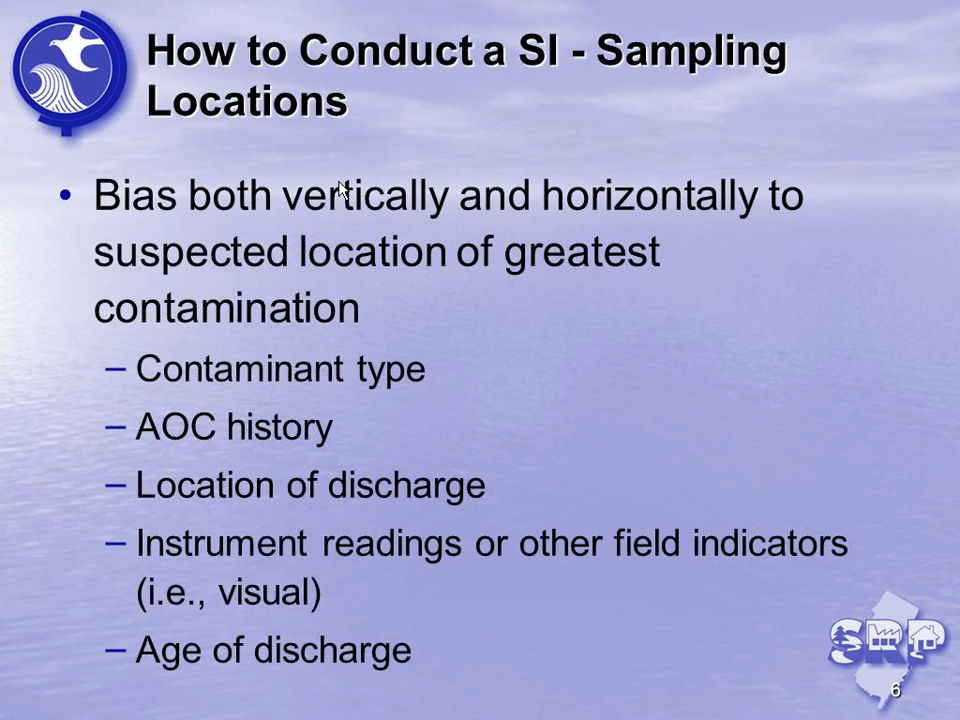 How to Conduct a SI - Sampling
Locations
• Bias both vertically and horizontally to
suspected location of greatest
contamination
– Contaminant type
– AOC history
– Location of discharge
– Instrument readings or other field indicators
(i.e., visual)
– Age of discharge
SRP
6